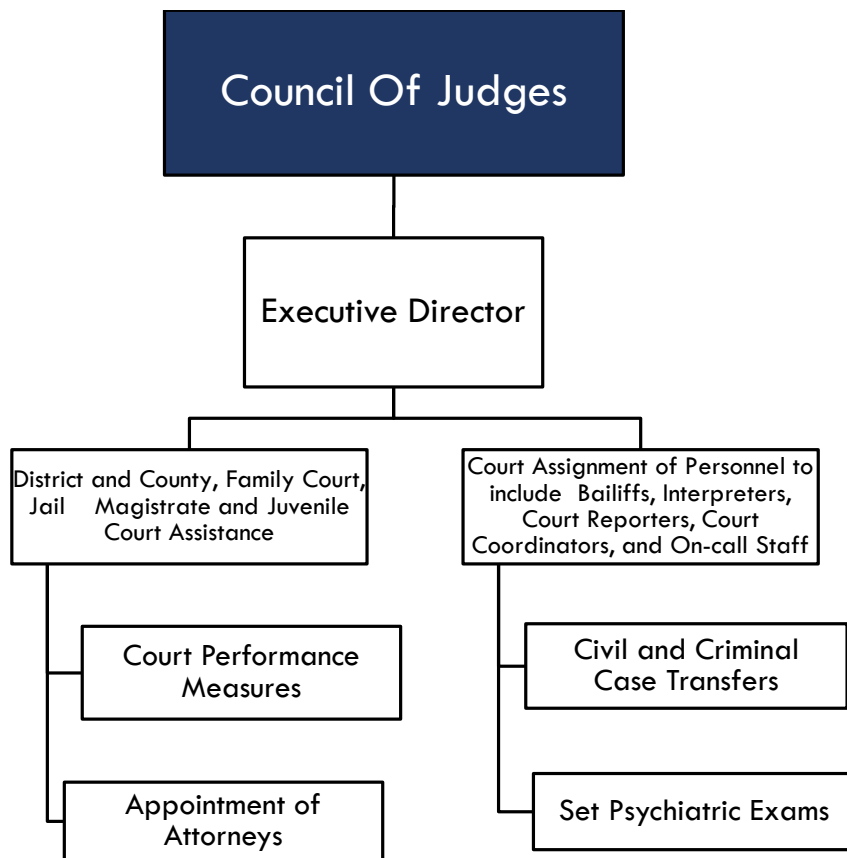 Council Of Judges
Executive Director
District and County, Family Court,
Jail Magistrate and Juvenile
Court Assistance
Court Assignment of Personnel to
include Bailiffs, Interpreters,
Court Reporters, Court
Coordinators, and On-call Staff
Court Performance
Measures
Civil and Criminal
Case Transfers
Appointment of
Attorneys
Set Psychiatric Exams